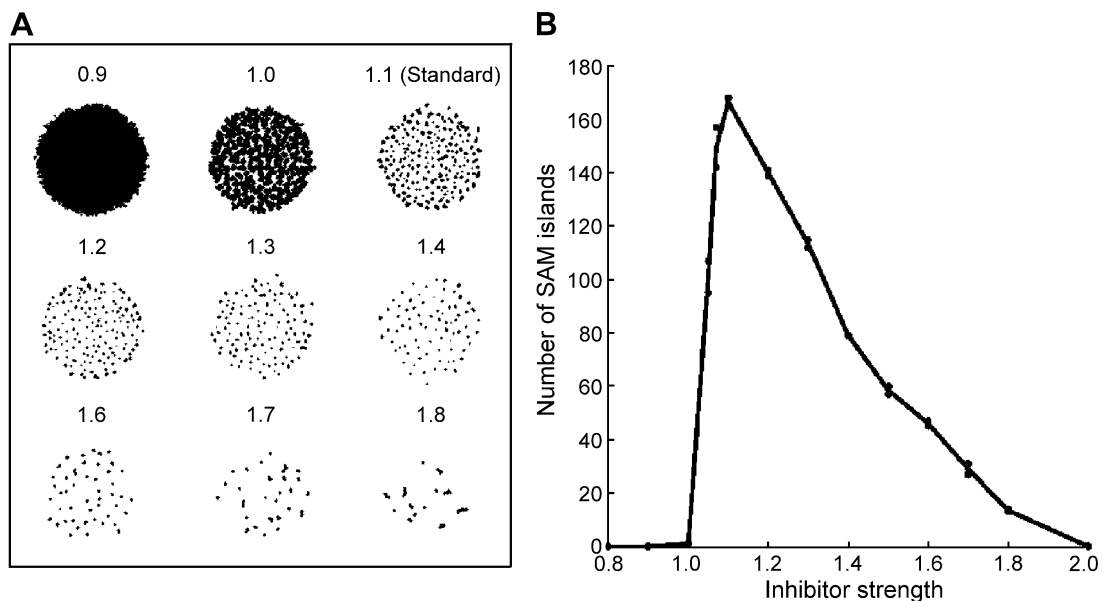 A
0.9 1.0 1.1 (Standard)
1.2 1.3 1.4
1.6 1.7 1.8
B
180
160
140
120
100
80
60
40
20
0
0.8 1.0 1.2 1.4 1.6 1.8 2.0
Number of SAM islands
Inhibitor strength